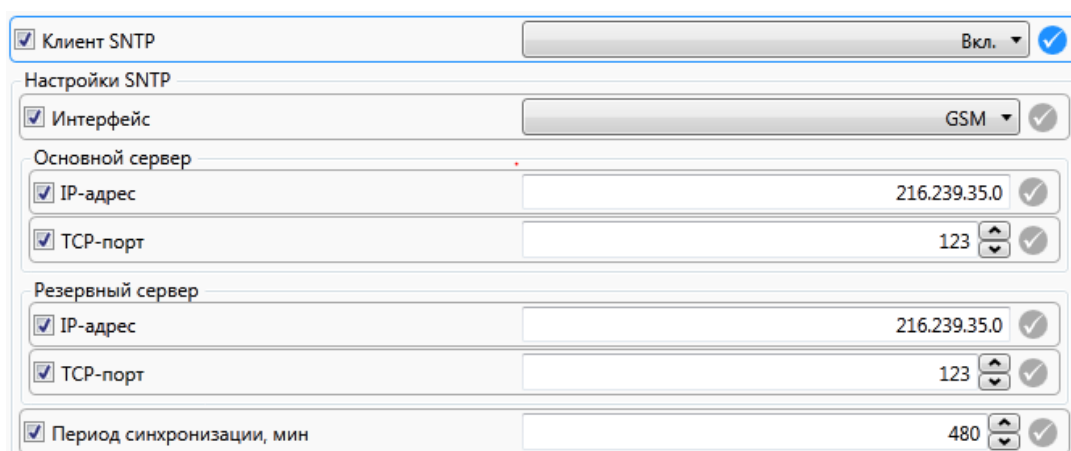 Клиент SNTP Вкл.
Настройки SNTP
Интерфейс GSM
Основной сервер
IP-адрес 216.239.35.0
TCP-порт 123
Резервный сервер
IP-адрес 216.239.35.0
TCP-порт 123
Период синхронизации, мин 480